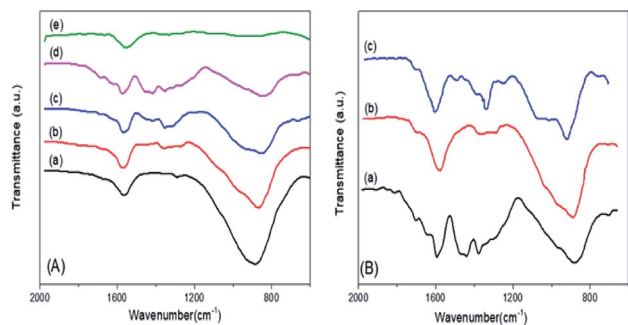 (e)
(d)
(c)
(b)
(a)
(A)
Transmittance (a.u.)
2000 1600 1200 800
Wavenumber(cm⁻¹)
(c)
(b)
(a)
(B)
Transmittance (a.u.)
2000 1600 1200 800
Wavenumber(cm⁻¹)